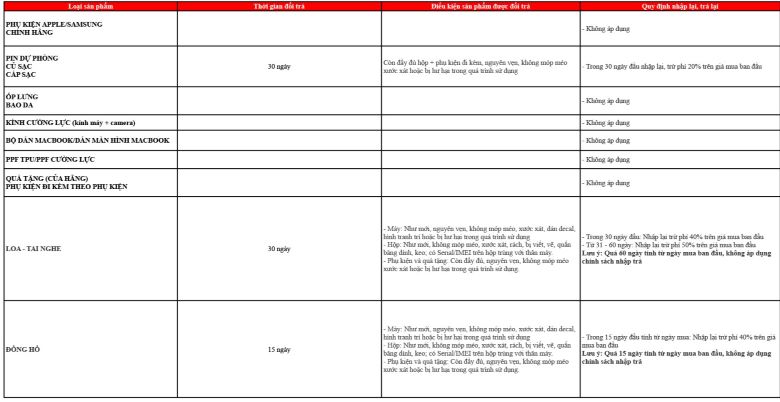 Loại sản phẩm
Thời gian đổi trả
Điều kiện sản phẩm được đổi trả
Quy định nhập lại, trả lại
PHỤ KIỆN APPLE/SAMSUNG
CHÍNH HÃNG
- Không áp dụng
PIN DỰ PHÒNG
CỦ SẠC
CÁP SẠC
30 ngày
Còn đầy đủ hộp + phụ kiện đi kèm, nguyên vẹn, không móp méo
xước xát hoặc bị hư hại trong quá trình sử dụng
- Trong 30 ngày đầu nhập lại, trừ phí 20% trên giá mua ban đầu
ỐP LƯNG
BAO DA
- Không áp dụng
KÍNH CƯỜNG LỰC (kính máy + camera)
- Không áp dụng
BỘ DÁN MACBOOK/DÁN MÀN HÌNH MACBOOK
- Không áp dụng
PPF TPU/PPF CƯỜNG LỰC
- Không áp dụng
QUÀ TẶNG (CỦA HÃNG)
PHỤ KIỆN ĐI KÈM THEO PHỤ KIỆN
- Không áp dụng
LOA - TAI NGHE
30 ngày
- Máy: Như mới, nguyên vẹn, không móp méo, xước xát, dán decal,
hình tranh trí hoặc bị hư hại trong quá trình sử dụng
- Hộp: Như mới, không móp méo, xước xát, rách, bị viết, vẽ, quấn
băng dính, keo; có Serial/IMEI trên hộp trùng với thân máy.
- Phụ kiện và quà tặng: Còn đầy đủ, nguyên vẹn, không móp méo
xước xát hoặc bị hư hại trong quá trình sử dụng.
- Trong 30 ngày đầu: Nhập lại trừ phí 40% trên giá mua ban đầu
- Từ 31 - 60 ngày: Nhập lại trừ phí 50% trên giá mua ban đầu
Lưu ý: Quá 60 ngày tính từ ngày mua ban đầu, không áp dụng
chính sách nhập trả
ĐỒNG HỒ
15 ngày
- Máy: Như mới, nguyên vẹn, không móp méo, xước xát, dán decal,
hình tranh trí hoặc bị hư hại trong quá trình sử dụng
- Hộp: Như mới, không móp méo, xước xát, rách, bị viết, vẽ, quấn
băng dính, keo; có Serial/IMEI trên hộp trùng với thân máy.
- Phụ kiện và quà tặng: Còn đầy đủ, nguyên vẹn, không móp méo
xước xát hoặc bị hư hại trong quá trình sử dụng.
- Trong 15 ngày đầu tính từ ngày mua: Nhập lại trừ phí 40% trên giá
mua ban đầu
Lưu ý: Quá 15 ngày tính từ ngày mua ban đầu, không áp dụng
chính sách nhập trả